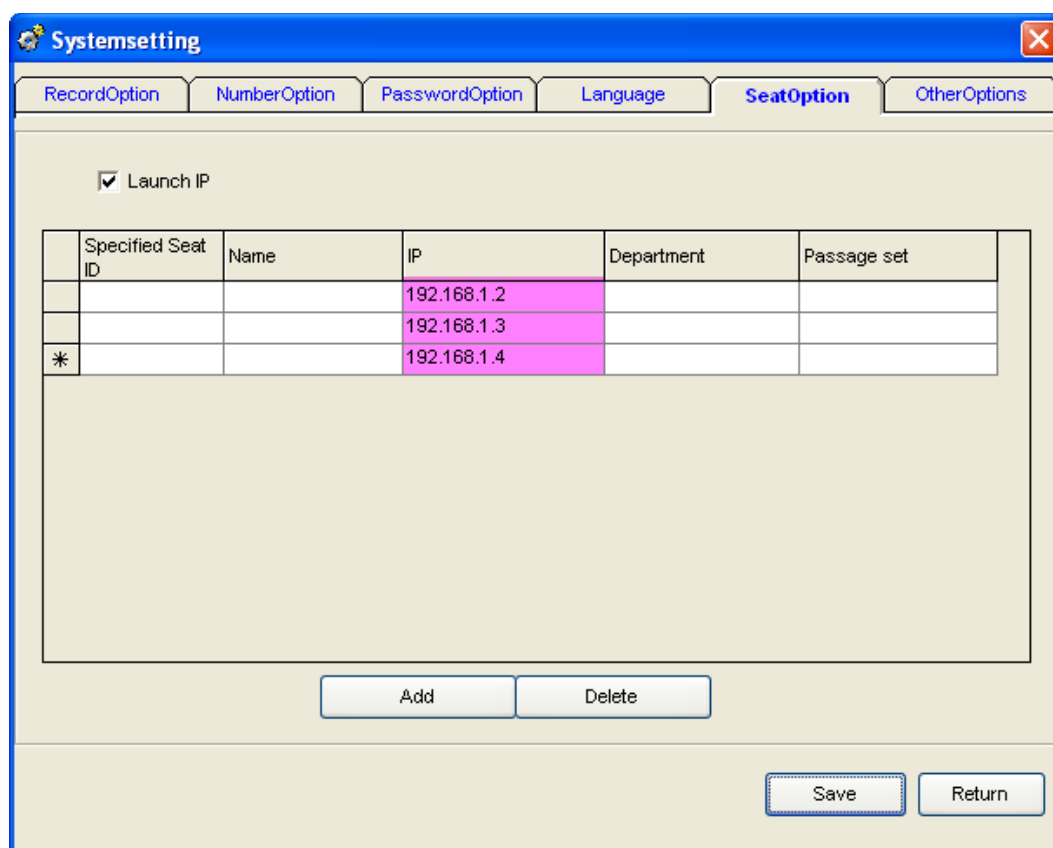 Systemsetting
RecordOption NumberOption PasswordOption Language SeatOption OtherOptions
Launch IP
Specified Seat ID Name IP Department Passage set
192.168.1.2
192.168.1.3
192.168.1.4
Add Delete
Save Return